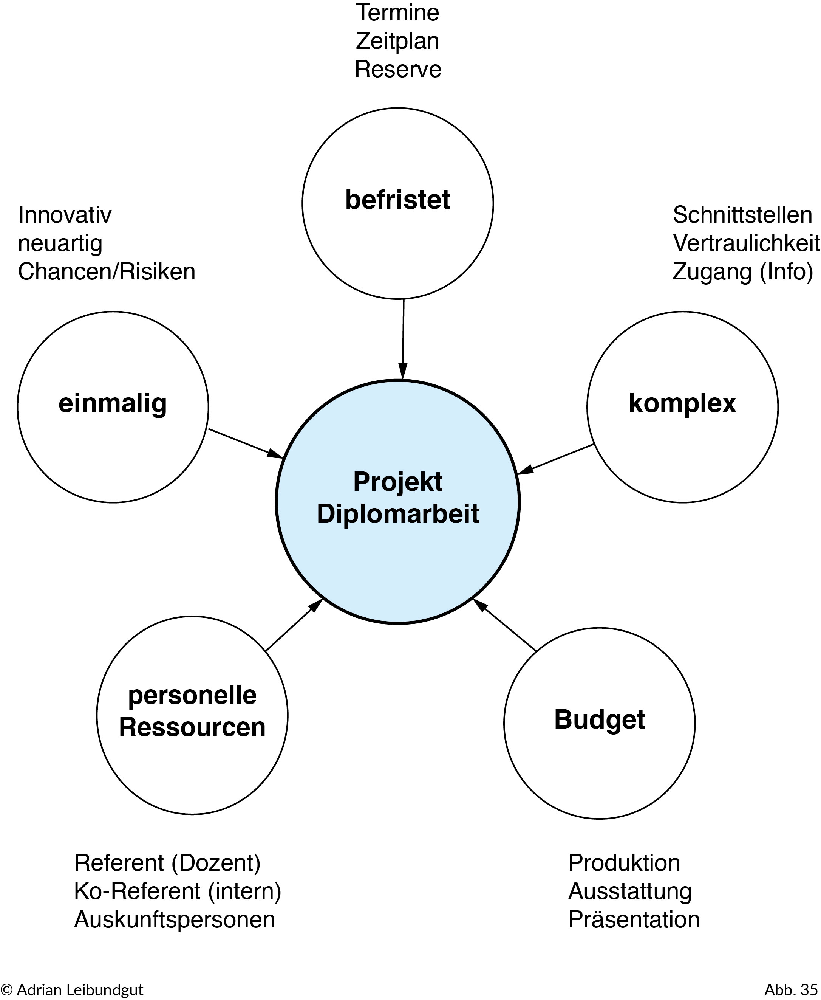 Termine
Zeitplan
Reserve
befristet
Innovativ
neuartig
Chancen/Risiken
einmalig
Schnittstellen
Vertraulichkeit
Zugang (Info)
komplex
Projekt
Diplomarbeit
personelle
Ressourcen
Referent (Dozent)
Ko-Referent (intern)
Auskunftspersonen
Budget
Produktion
Ausstattung
Präsentation
© Adrian Leibundgut
Abb. 35